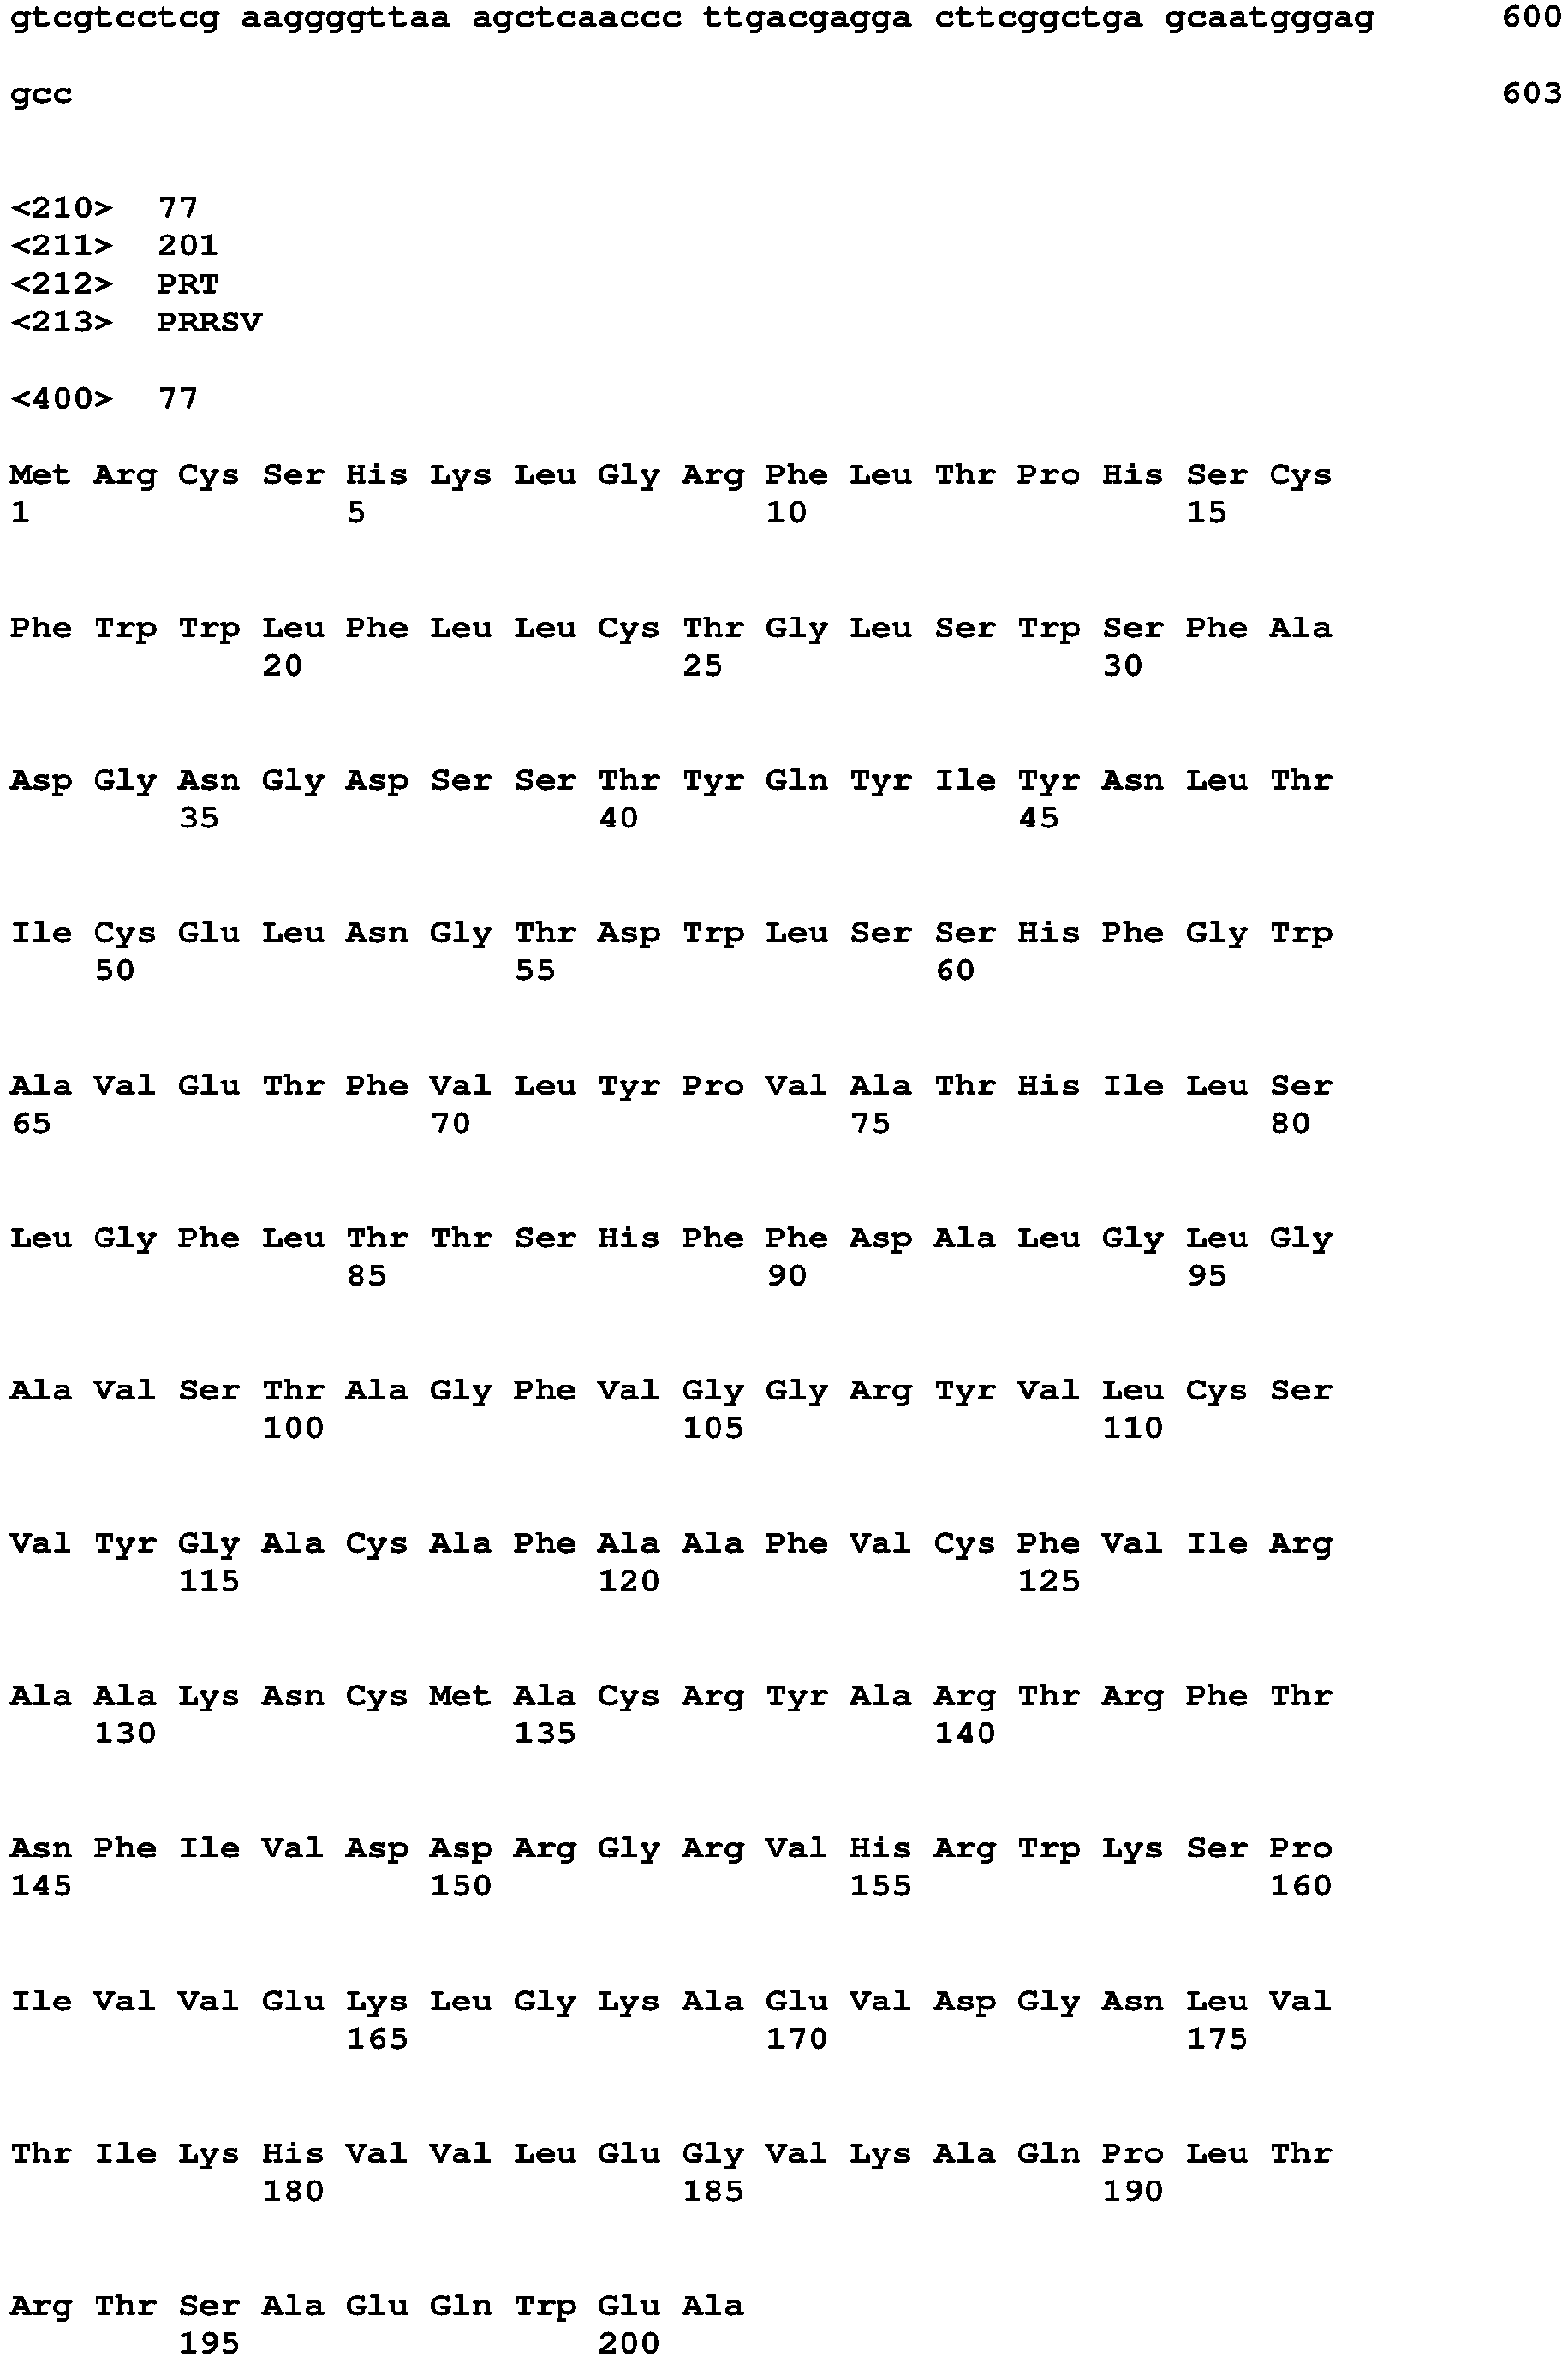 gtcgtcctcg aaggggttaa agctcaaccc ttgacgagga cttcggctga gcaatgggag 600
gcc 603
<210> 77
<211> 201
<212> PRT
<213> PRRSV
<400> 77
Met Arg Cys Ser His Lys Leu Gly Arg Phe Leu Thr Pro His Ser Cys
1 5 10 15
Phe Trp Trp Leu Phe Leu Leu Cys Thr Gly Leu Ser Trp Ser Phe Ala
20 25 30
Asp Gly Asn Gly Asp Ser Ser Thr Tyr Gln Tyr Ile Tyr Asn Leu Thr
35 40 45
Ile Cys Glu Leu Asn Gly Thr Asp Trp Leu Ser Ser His Phe Gly Trp
50 55 60
Ala Val Glu Thr Phe Val Leu Tyr Pro Val Ala Thr His Ile Leu Ser
65 70 75 80
Leu Gly Phe Leu Thr Thr Ser His Phe Phe Asp Ala Leu Gly Leu Gly
85 90 95
Ala Val Ser Thr Ala Gly Phe Val Gly Gly Arg Tyr Val Leu Cys Ser
100 105 110
Val Tyr Gly Ala Cys Ala Phe Ala Ala Phe Val Cys Phe Val Ile Arg
115 120 125
Ala Ala Lys Asn Cys Met Ala Cys Arg Tyr Ala Arg Thr Arg Phe Thr
130 135 140
Asn Phe Ile Val Asp Asp Arg Gly Arg Val His Arg Trp Lys Ser Pro
145 150 155 160
Ile Val Val Glu Lys Leu Gly Lys Ala Glu Val Asp Gly Asn Leu Val
165 170 175
Thr Ile Lys His Val Val Leu Glu Gly Val Lys Ala Gln Pro Leu Thr
180 185 190
Arg Thr Ser Ala Glu Gln Trp Glu Ala
195 200